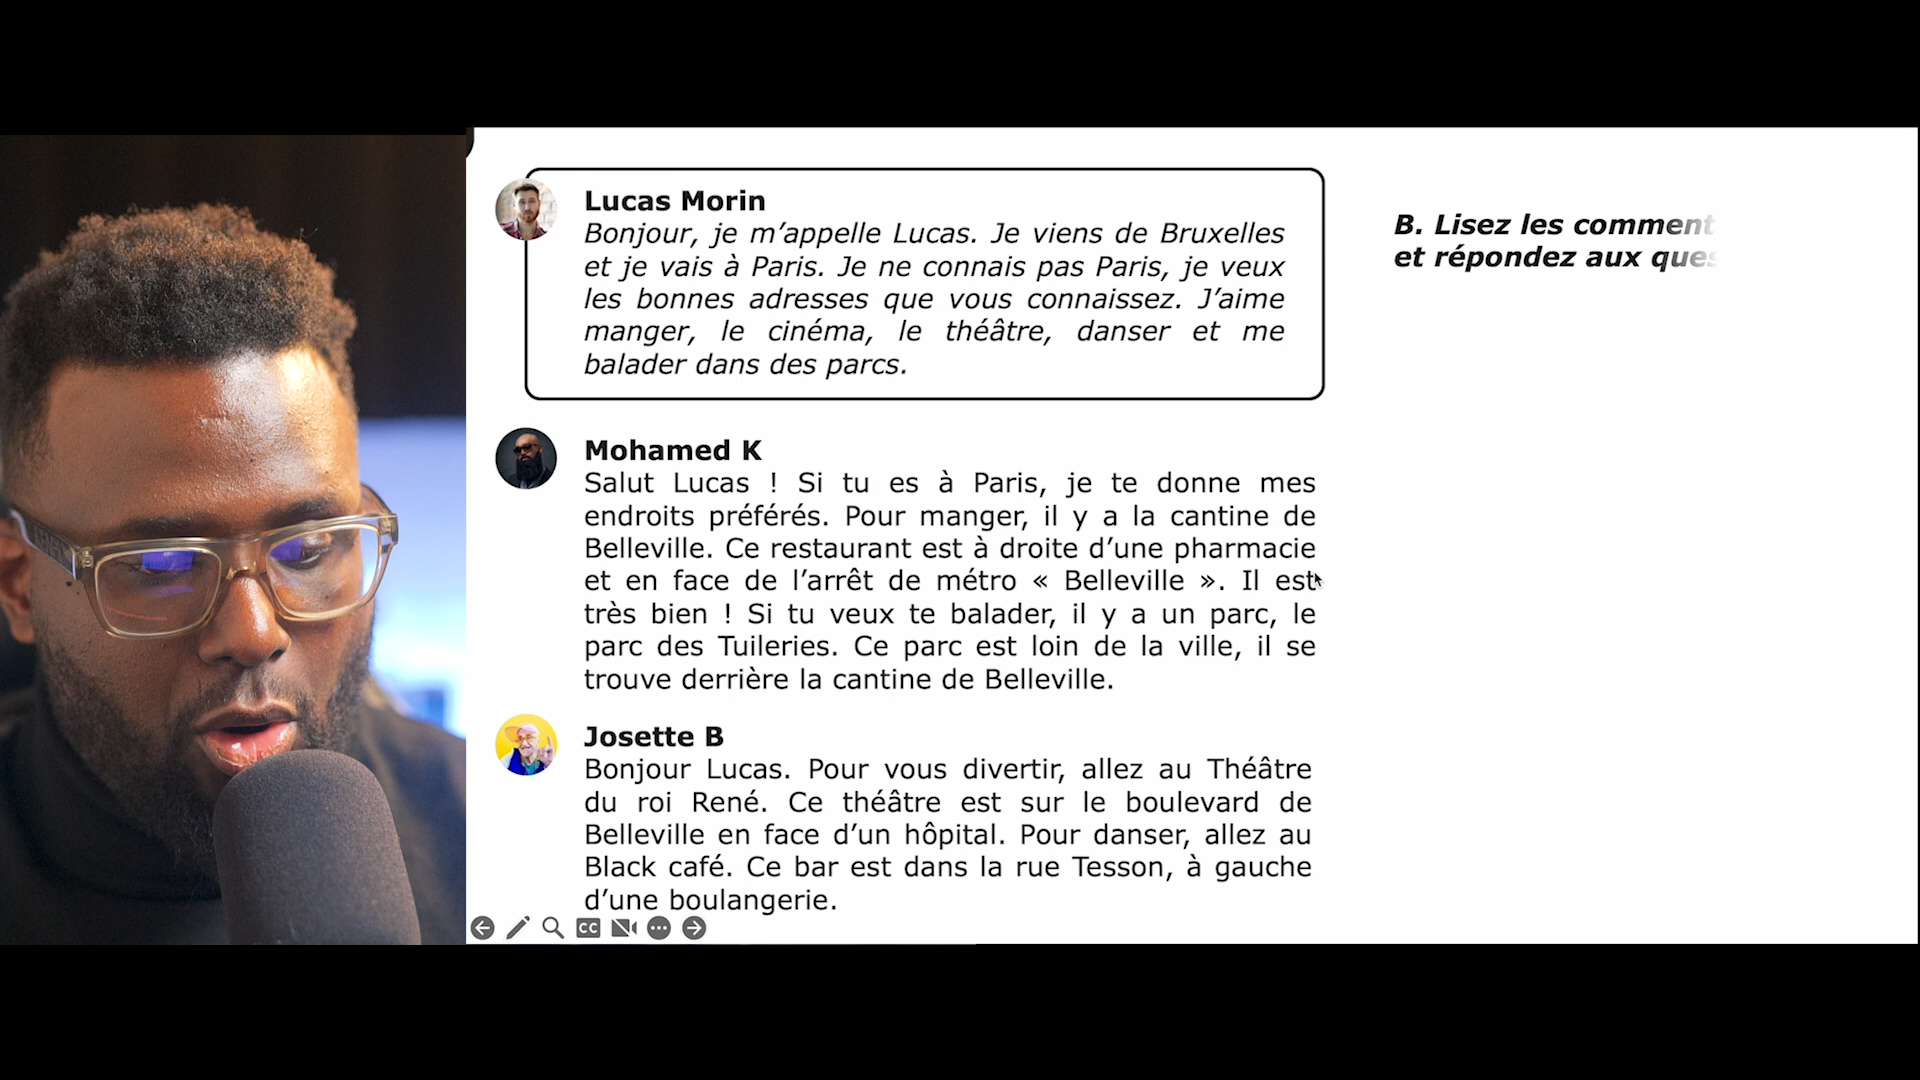 Lucas Morin
Bonjour, je m’appelle Lucas. Je viens de Bruxelles
et je vais à Paris. Je ne connais pas Paris, je veux
les bonnes adresses que vous connaissez. J’aime
manger, le cinéma, le théâtre, danser et me
balader dans des parcs.
Mohamed K
Salut Lucas ! Si tu es à Paris, je te donne mes
endroits préférés. Pour manger, il y a la cantine de
Belleville. Ce restaurant est à droite d’une pharmacie
et en face de l’arrêt de métro « Belleville ». Il est
très bien ! Si tu veux te balader, il y a un parc, le
parc des Tuileries. Ce parc est loin de la ville, il se
trouve derrière la cantine de Belleville.
Josette B
Bonjour Lucas. Pour vous divertir, allez au Théâtre
du roi René. Ce théâtre est sur le boulevard de
Belleville en face d’un hôpital. Pour danser, allez au
Black café. Ce bar est dans la rue Tesson, à gauche
d’une boulangerie.
CC
B. Lisez les comment
et répondez aux ques